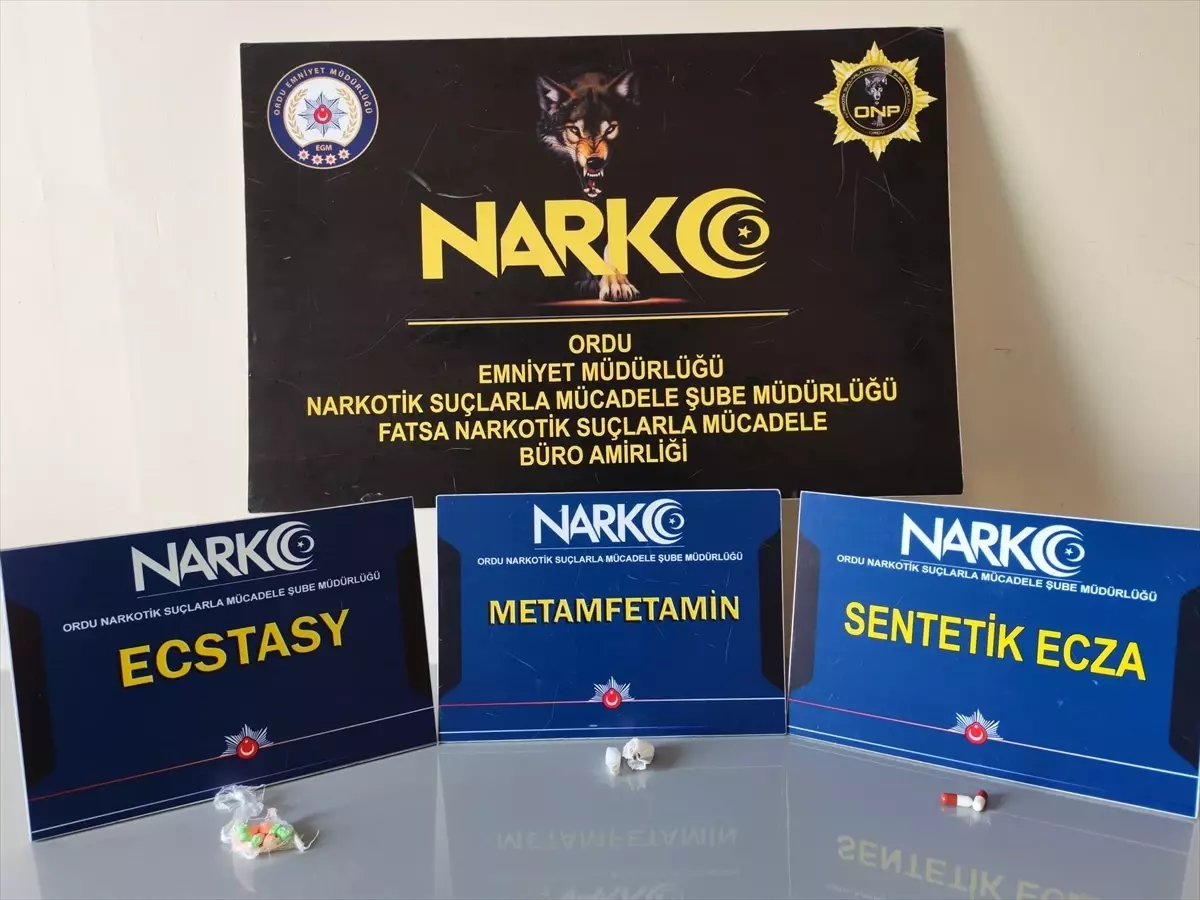 ORDU EMNİYET MÜDÜRLÜĞÜ
EGM
ONP
NARKO
ORDU
EMNİYET MÜDÜRLÜĞÜ
NARKOTİK SUÇLARLA MÜCADELE ŞUBE MÜDÜRLÜĞÜ
FATSA NARKOTİK SUÇLARLA MÜCADELE
BÜRO AMİRLİĞİ
NARKO
ORDU NARKOTİK SUÇLARLA MÜCADELE ŞUBE MÜDÜRLÜĞÜ
ECSTASY
NARKO
ORDU NARKOTİK SUÇLARLA MÜCADELE ŞUBE MÜDÜRLÜĞÜ
METAMFETAMİN
NARKO
ORDU NARKOTİK SUÇLARLA MÜCADELE ŞUBE MÜDÜRLÜĞÜ
SENTETİK ECZA